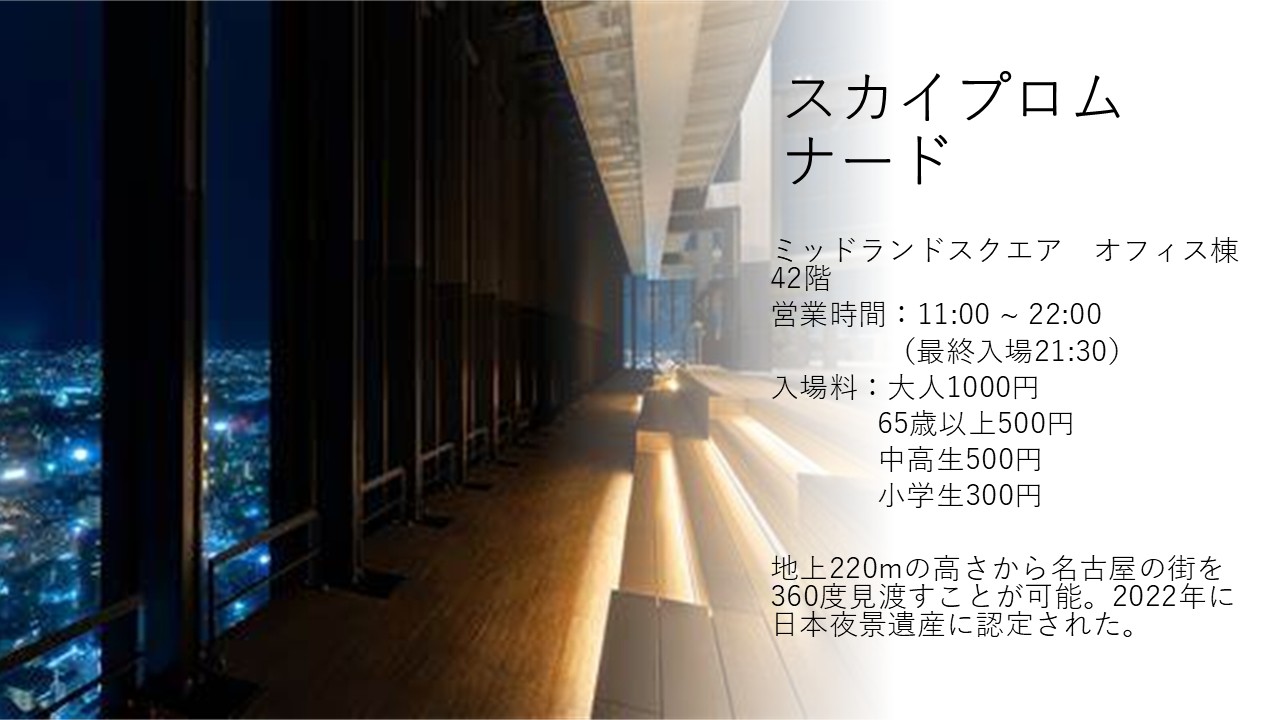 スカイプロム
ナード
ミッドランドスクエア　オフィス棟
42階
営業時間：11:00 ~ 22:00
（最終入場21:30）
入場料：大人1000円
65歳以上500円
中高生500円
小学生300円
地上220mの高さから名古屋の街を
360度見渡すことが可能。2022年に
日本夜景遺産に認定された。